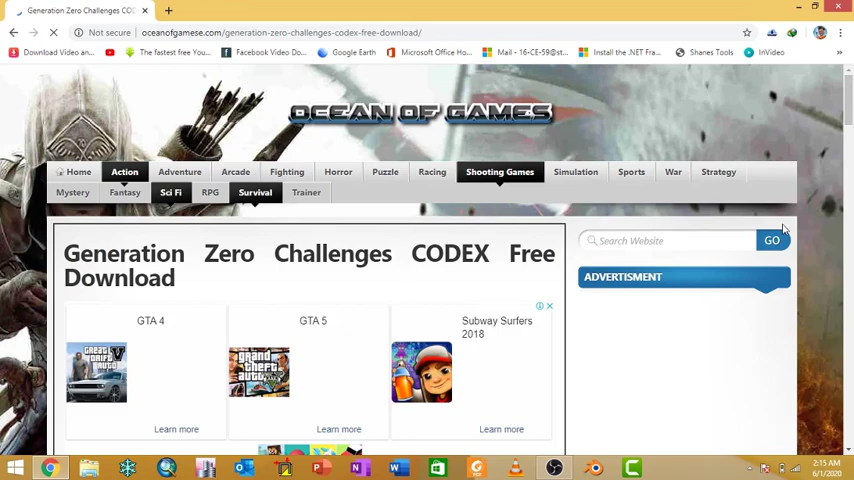 Generation Zero Challenges COD
Not secure
oceanofgamese.com/generation-zero-challenges-codex-free-download/
Download Video an
The fastest free You
Facebook Video Do
Google Earth
Microsoft Office Ho
Mail - 16-CE-59@st
Install the .NET Fra
Shanes Tools
InVideo
OCEAN OF GAMES
Home Action Adventure Arcade Fighting Horror Puzzle Racing Shooting Games Simulation Sports War Strategy
Mystery Fantasy Sci Fi RPG Survival Trainer
Generation Zero Challenges CODEX Free
Download
Search Website GO
ADVERTISMENT
GTA 4
GTA 5
Subway Surfers
2018
Learn more
Learn more
Learn more
2:15 AM
6/1/2020